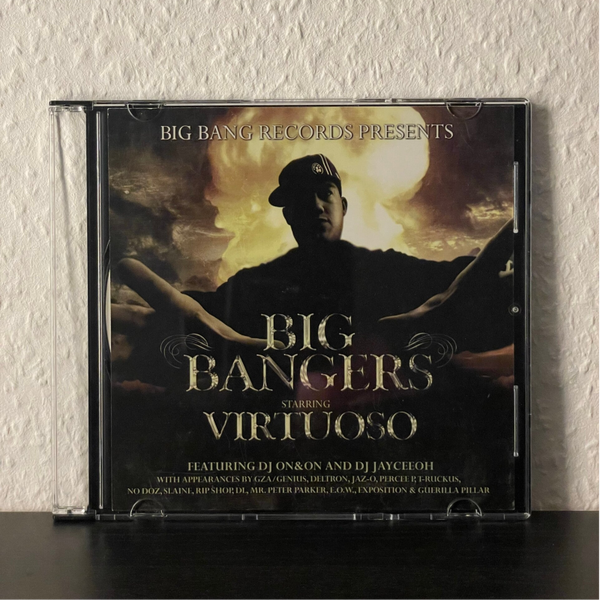 BIG BANG RECORDS PRESENTS
BIG
BANGERS
STARRING
VIRTUOSO
FEATURING DJ ON&ON AND DJ JAYCEEOH
WITH APPEARANCES BY GZA/GENIUS, DELTRON, JAZ-O, PERCEE P, T-RUCKUS,
NO DOZ, SLAINE, RIP SHOP, DL, MR. PETER PARKER, E.O.W., EXPOSITION & GUERILLA PILLAR